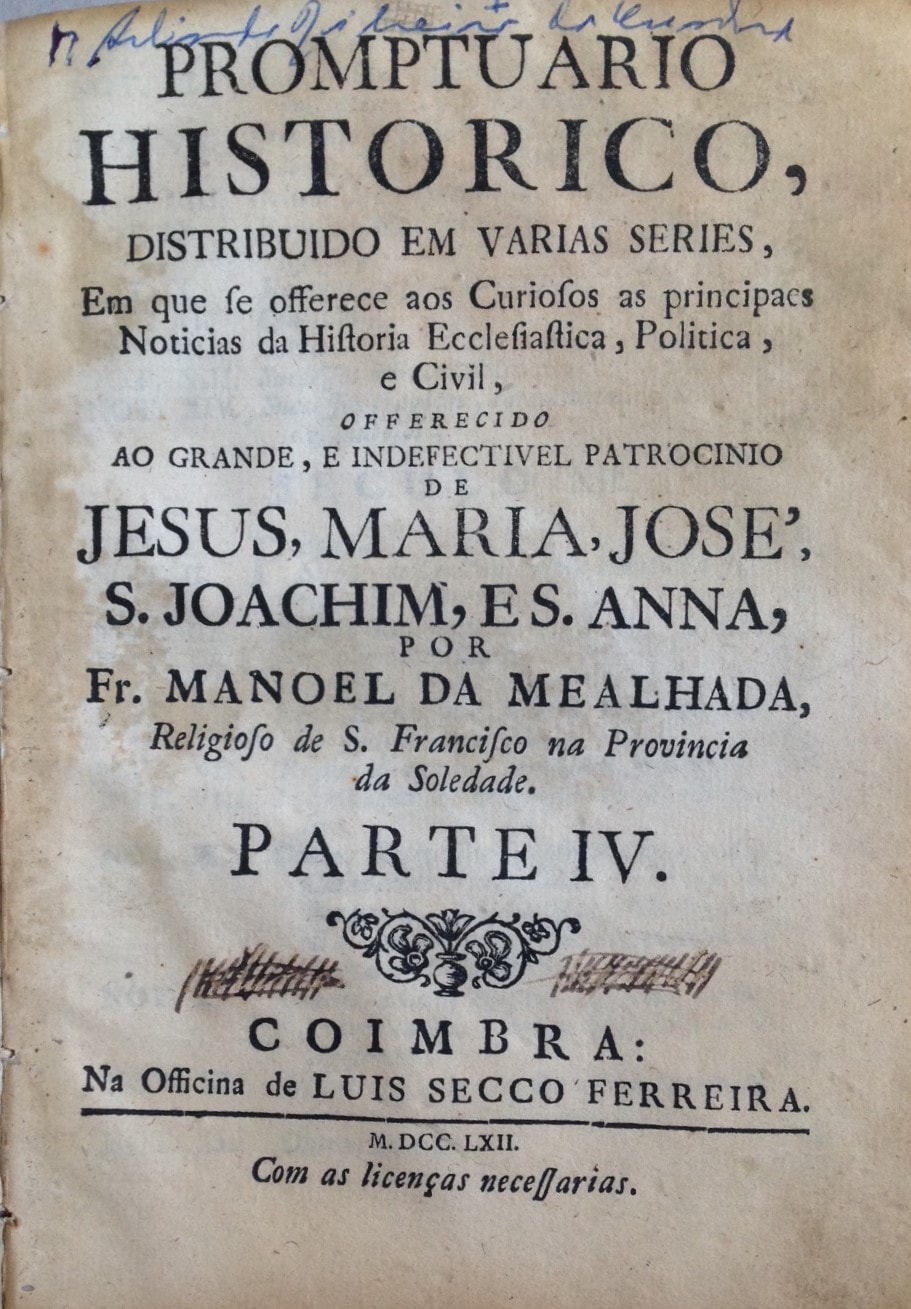 da
PROMPTUARIO
HISTORICO,
DISTRIBUIDO EM VARIAS SERIES,
Em que ſe offerece aos Curioſos as principaes
Noticias da Hiſtoria Eccleſiaſtica, Politica,
e Civil,
OFFERECIDO
AO GRANDE, E INDEFECTIVEL PATROCINIO
DE
JESUS, MARIA, JOSE',
S. JOACHIM, E S. ANNA,
POR
Fr. MANOEL DA MEALHADA,
Religioſo de S. Franciſco na Provincia
da Soledade.
PARTE IV.
COIMBRA:
Na Officina de LUIS SECCO FERREIRA.
M. DCC. LXII.
Com as licenças neceſſarias.